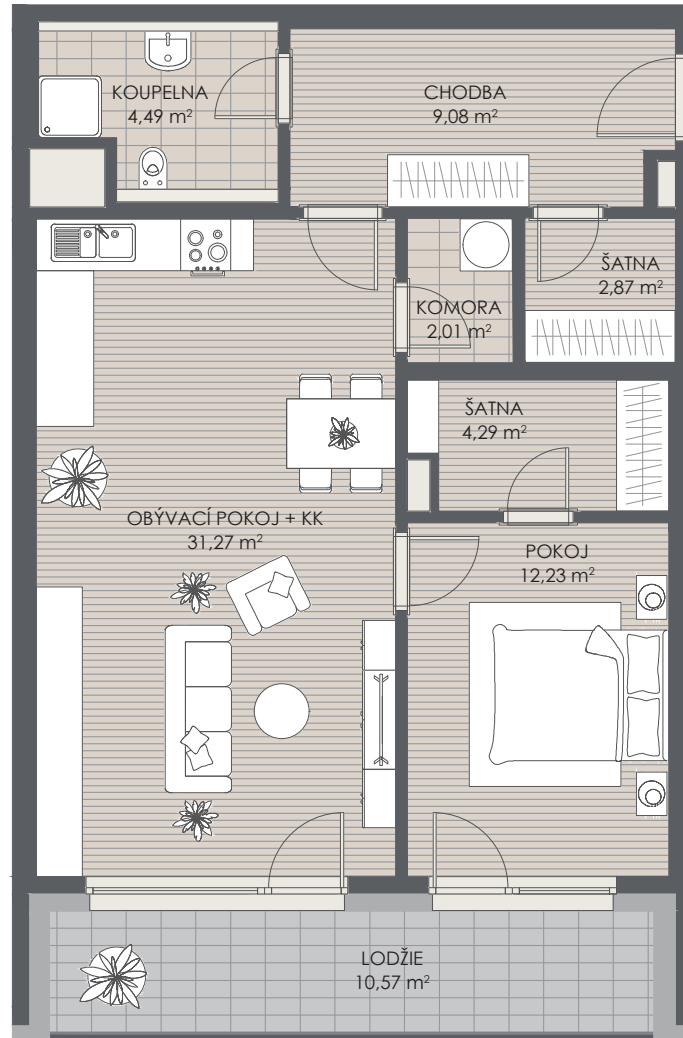 KOUPELNA
4,49 m²
CHODBA
9,08 m²
ŠATNA
2,87 m²
KOMORA
2,01 m²
ŠATNA
4,29 m²
OBÝVACÍ POKOJ + KK
31,27 m²
POKOJ
12,23 m²
LODŽIE
10,57 m²